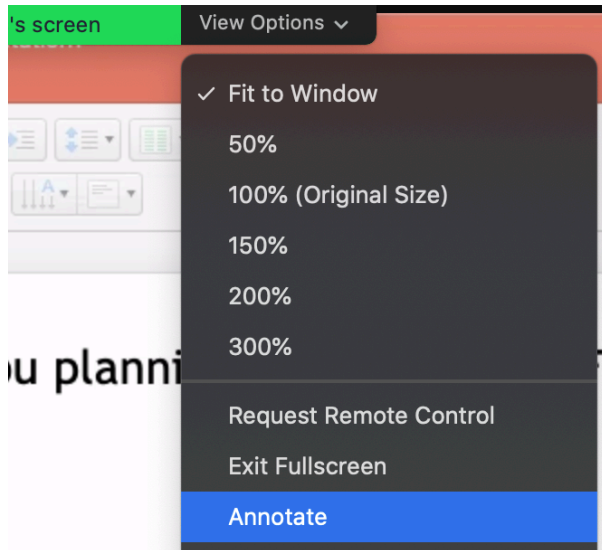 's screen
View Options
Fit to Window
50%
100% (Original Size)
150%
200%
300%
ou planni
Request Remote Control
Exit Fullscreen
Annotate